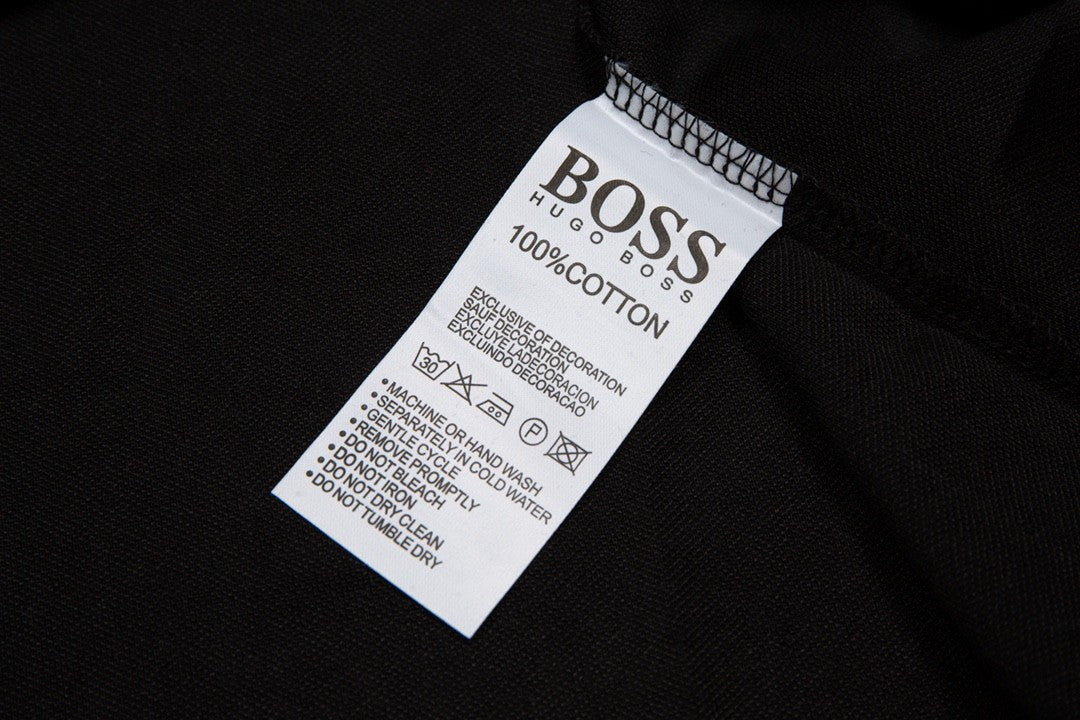 BOSS
HUGO BOSS
100%COTTON
EXCLUSIVE OF DECORATION
SAUF DECORATION
EXCLUYE LADECORACION
EXCLUINDO DECORACAO
30 P
•MACHINE OR HAND WASH
•SEPARATELY IN COLD WATER
•GENTLE CYCLE
•REMOVE PROMPTLY
•DO NOT BLEACH
•DO NOT IRON
•DO NOT DRY CLEAN
•DO NOT TUMBLE DRY